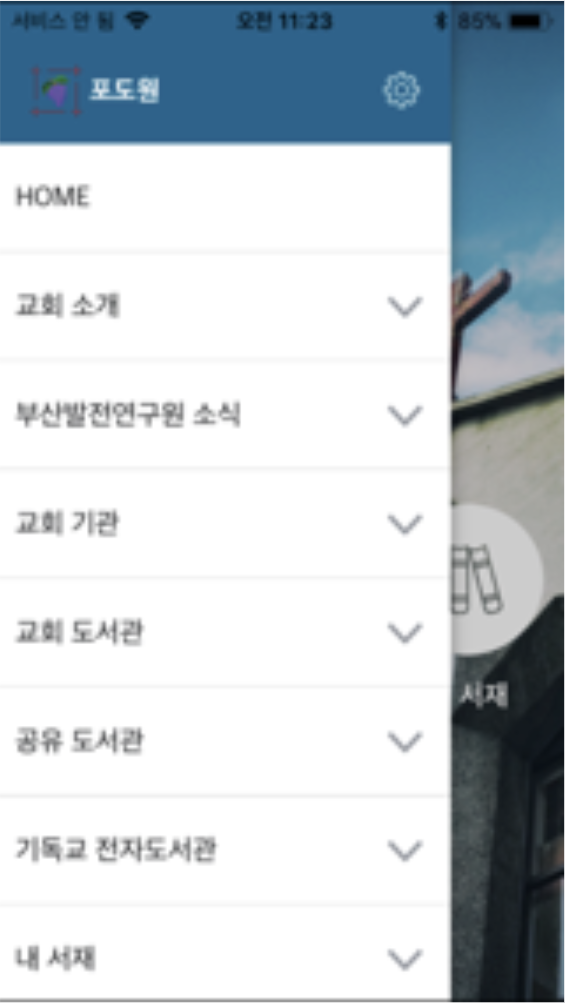 서비스 안 됨 오전 11:23 85%
포도원
HOME
교회 소개
부산발전연구원 소식
교회 기관
교회 도서관
서재
공유 도서관
기독교 전자도서관
내 서재